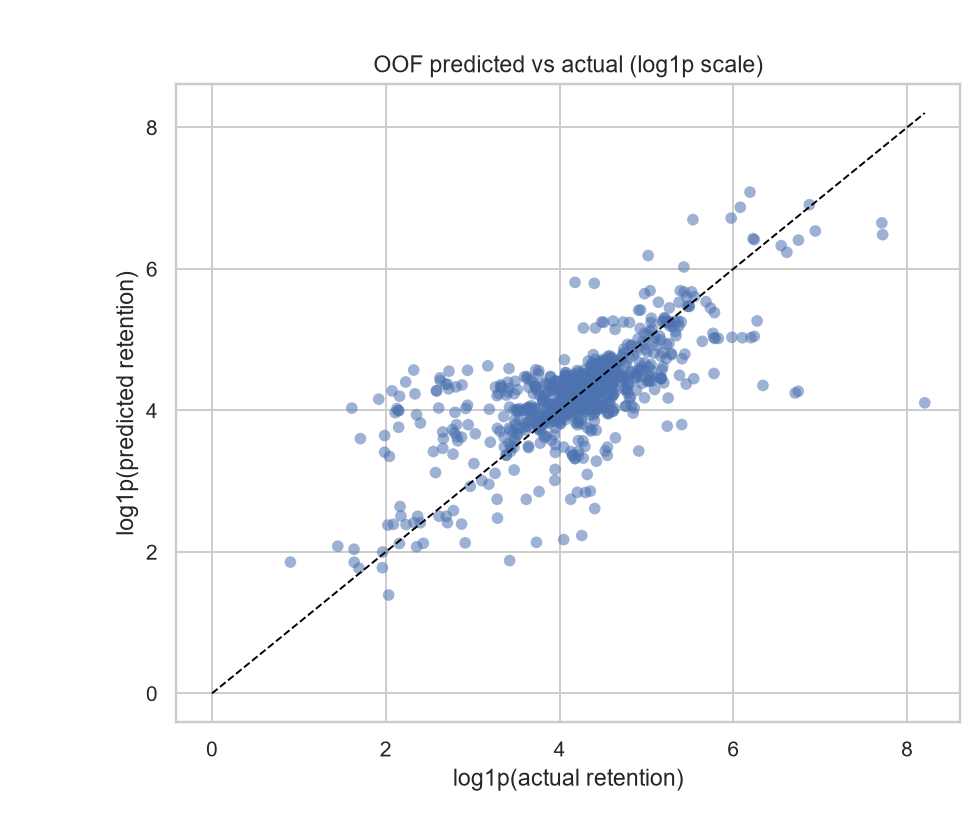 OOF predicted vs actual (log1p scale)
log1p(predicted retention)
8
6
4
2
0
0 2 4 6 8
log1p(actual retention)